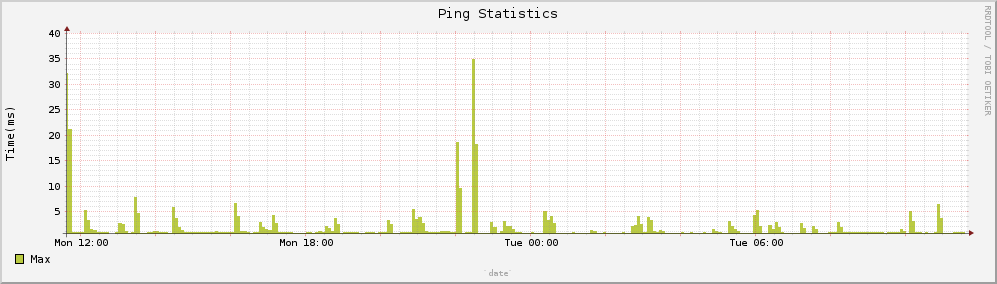 Ping Statistics
RRDTOOL / TOBI OETIKER
Time(ms)
40
35
30
25
20
15
10
5
Mon 12:00 Mon 18:00 Tue 00:00 Tue 06:00
Max
`date`